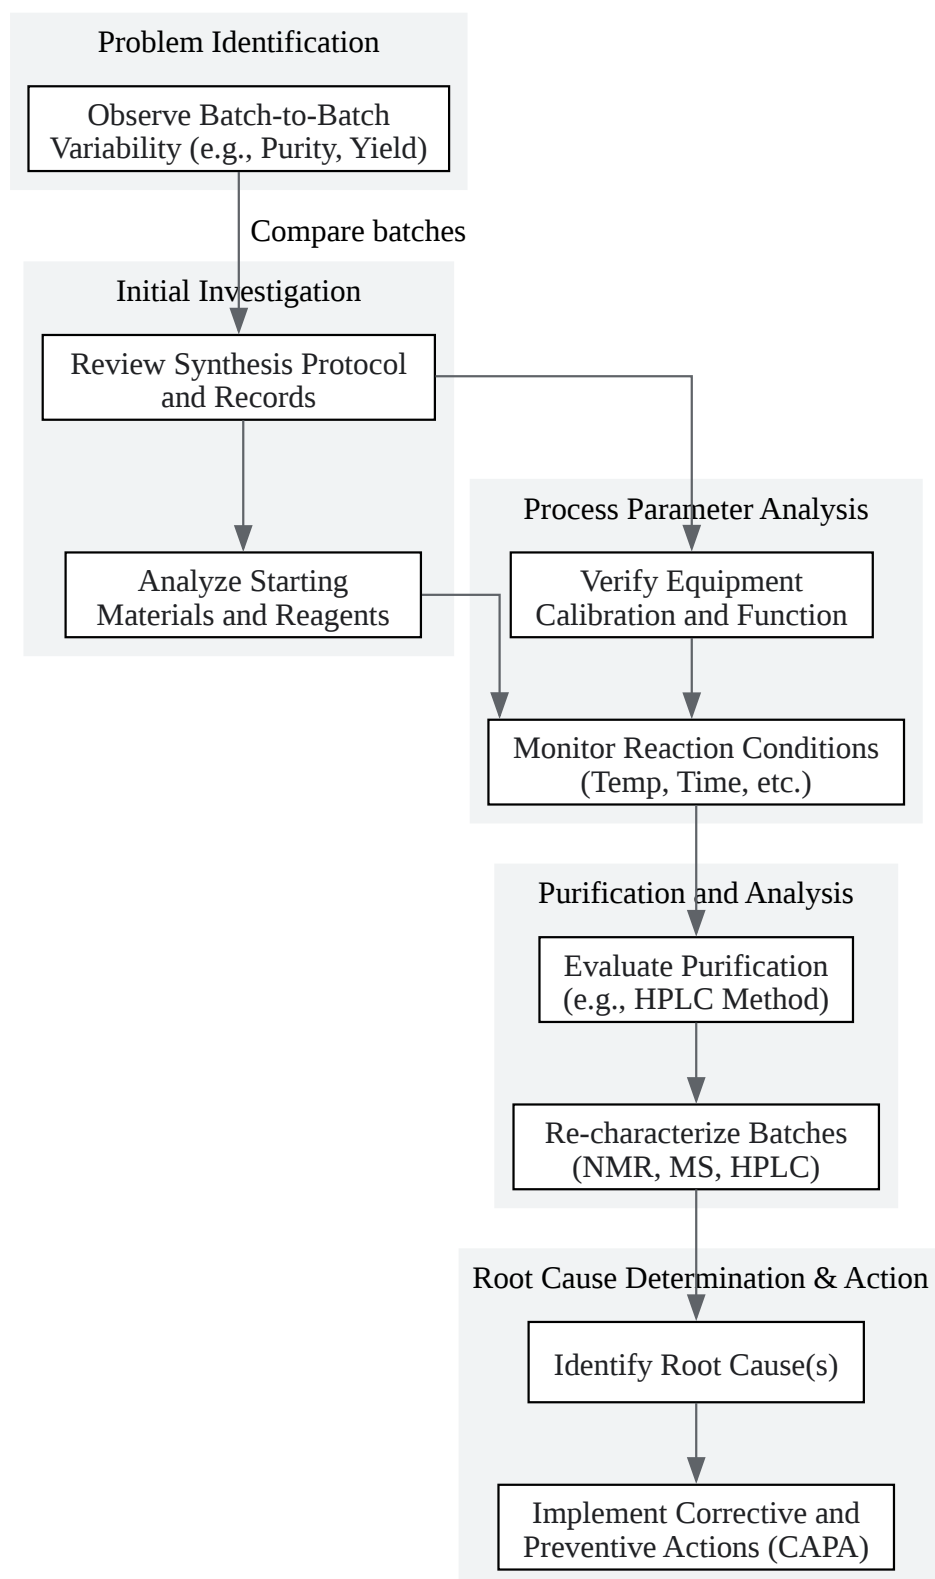 Problem Identification
Observe Batch-to-Batch
Variability (e.g., Purity, Yield)
Compare batches
Initial Investigation
Review Synthesis Protocol
and Records
Process Parameter Analysis
Analyze Starting
Materials and Reagents
Verify Equipment
Calibration and Function
Monitor Reaction Conditions
(Temp, Time, etc.)
Purification and Analysis
Evaluate Purification
(e.g., HPLC Method)
Re-characterize Batches
(NMR, MS, HPLC)
Root Cause Determination & Action
Identify Root Cause(s)
Implement Corrective and
Preventive Actions (CAPA)